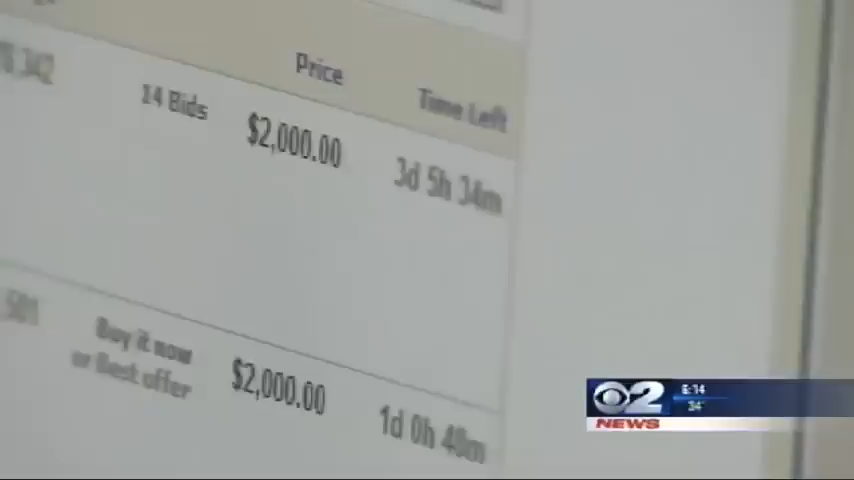 Price
Time Left
14 Bids
$2,000.00
3d 5h 34m
Buy it now
or Best offer
$2,000.00
1d 0h
2
NEWS
34°